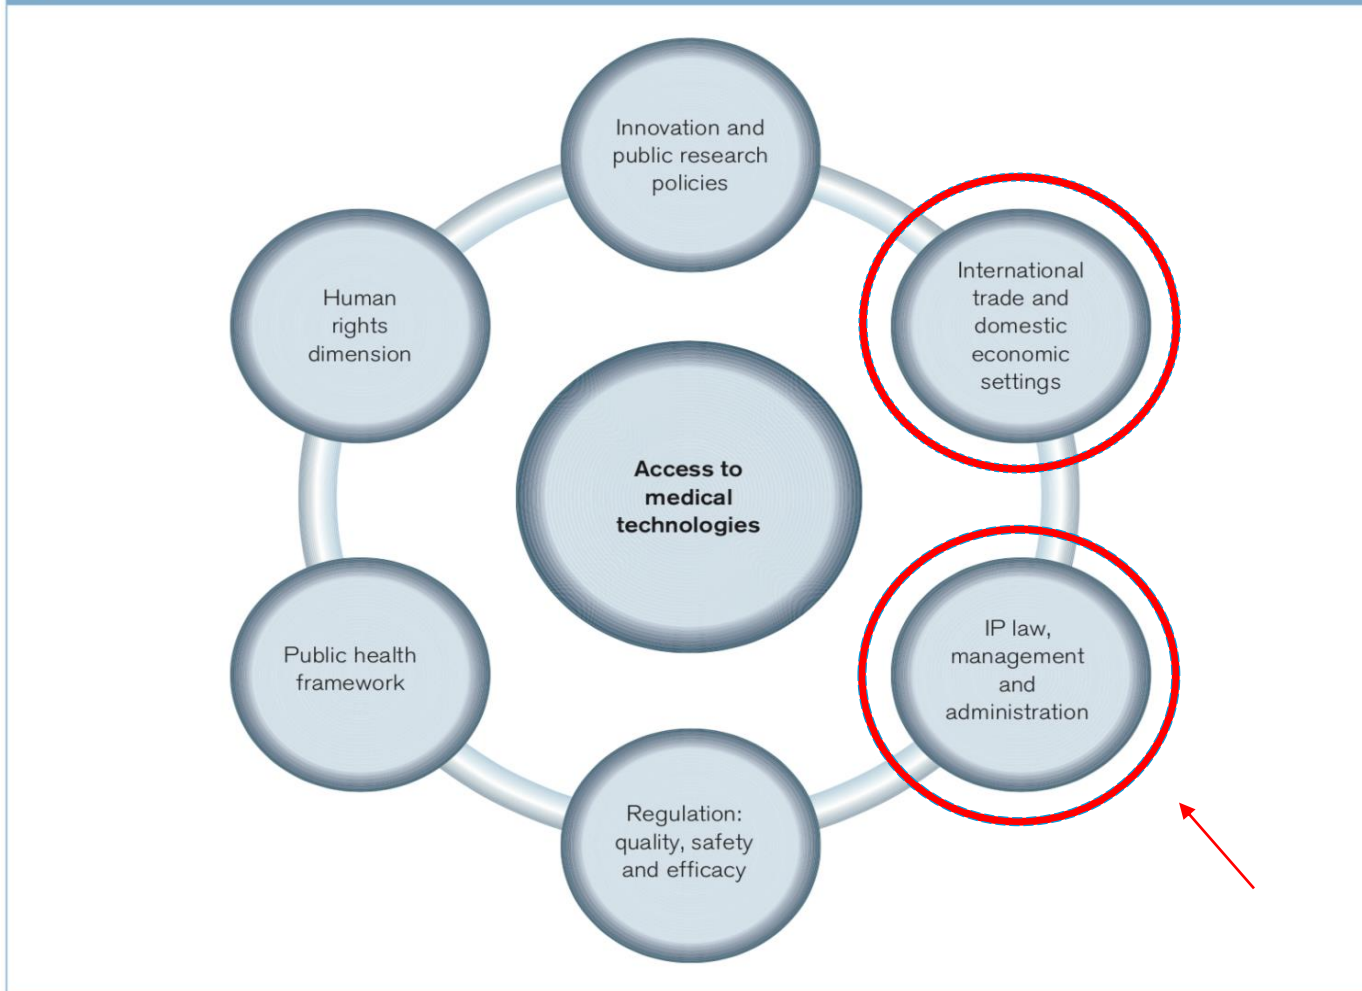 Innovation and
public research
policies
International
trade and
domestic
economic
settings
Human
rights
dimension
Access to
medical
technologies
IP law,
management
and
administration
Public health
framework
Regulation:
quality, safety
and efficacy